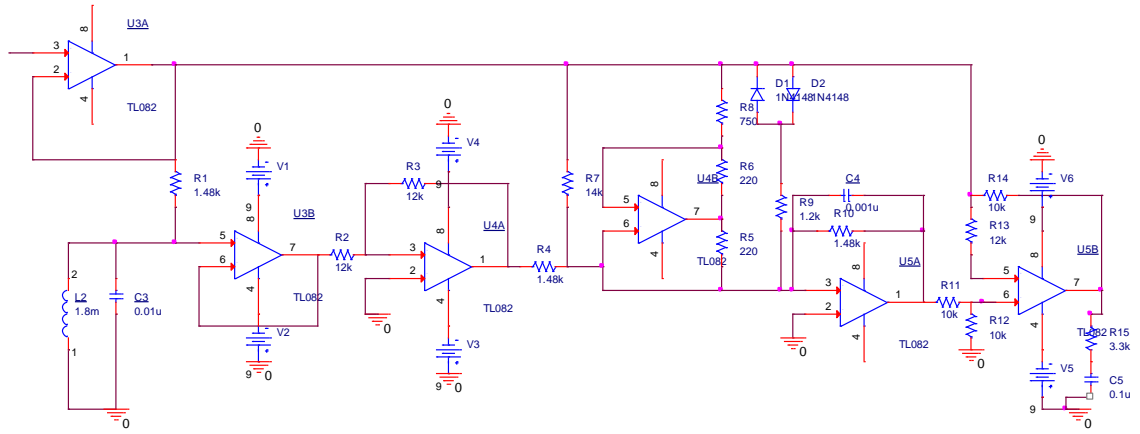 U3A
8
3
1
2
4
TL082
R1
1.48k
2
L2
1.8m
1
C3
0.01u
0
0
V1
9
8
U3B
5
7
6
4
TL082
V2
9
0
R2
12k
R3
12k
0
V4
9
8
U4A
3
1
2
4
0
TL082
V3
9
0
R4
1.48k
R7
14k
R8
750
R6
220
R5
220
U4B
8
5
7
6
4
TL082
D1
1N4148
D2
1N4148
R9
1.2k
C4
0.001u
R10
1.48k
U5A
8
3
1
2
4
0
TL082
R11
10k
R12
10k
0
R14
10k
R13
12k
0
V6
9
8
U5B
5
7
6
4
TL082
R15
3.3k
C5
0.1u
V5
9
0